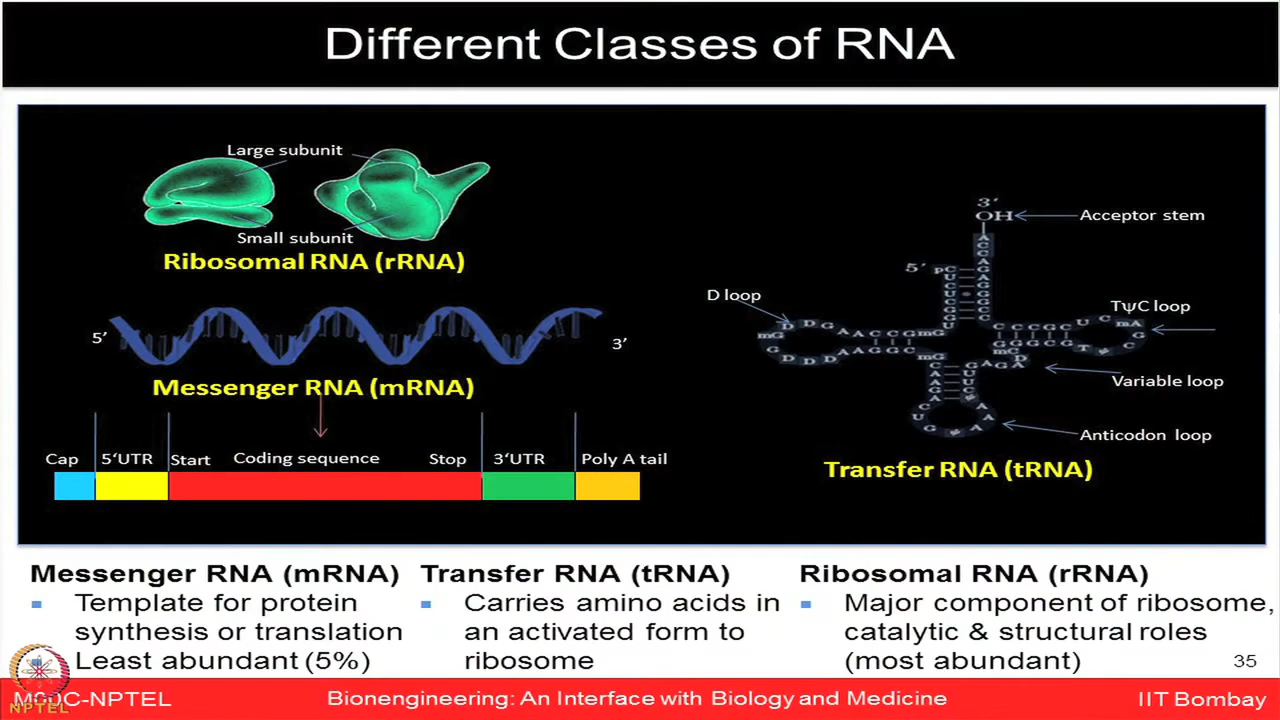 Different Classes of RNA
Large subunit
Small subunit
Ribosomal RNA (rRNA)
5’
3’
Messenger RNA (mRNA)
Cap
5‘UTR
Start
Coding sequence
Stop
3‘UTR
Poly A tail
3′
OH
Acceptor stem
5′
D loop
TψC loop
Variable loop
Anticodon loop
Transfer RNA (tRNA)
Messenger RNA (mRNA)
▪ Template for protein
synthesis or translation
Least abundant (5%)
Transfer RNA (tRNA)
▪ Carries amino acids in
an activated form to
ribosome
Ribosomal RNA (rRNA)
▪ Major component of ribosome,
catalytic & structural roles
(most abundant)
35
NPTEL
-NPTEL
Bionengineering: An Interface with Biology and Medicine
IIT Bombay